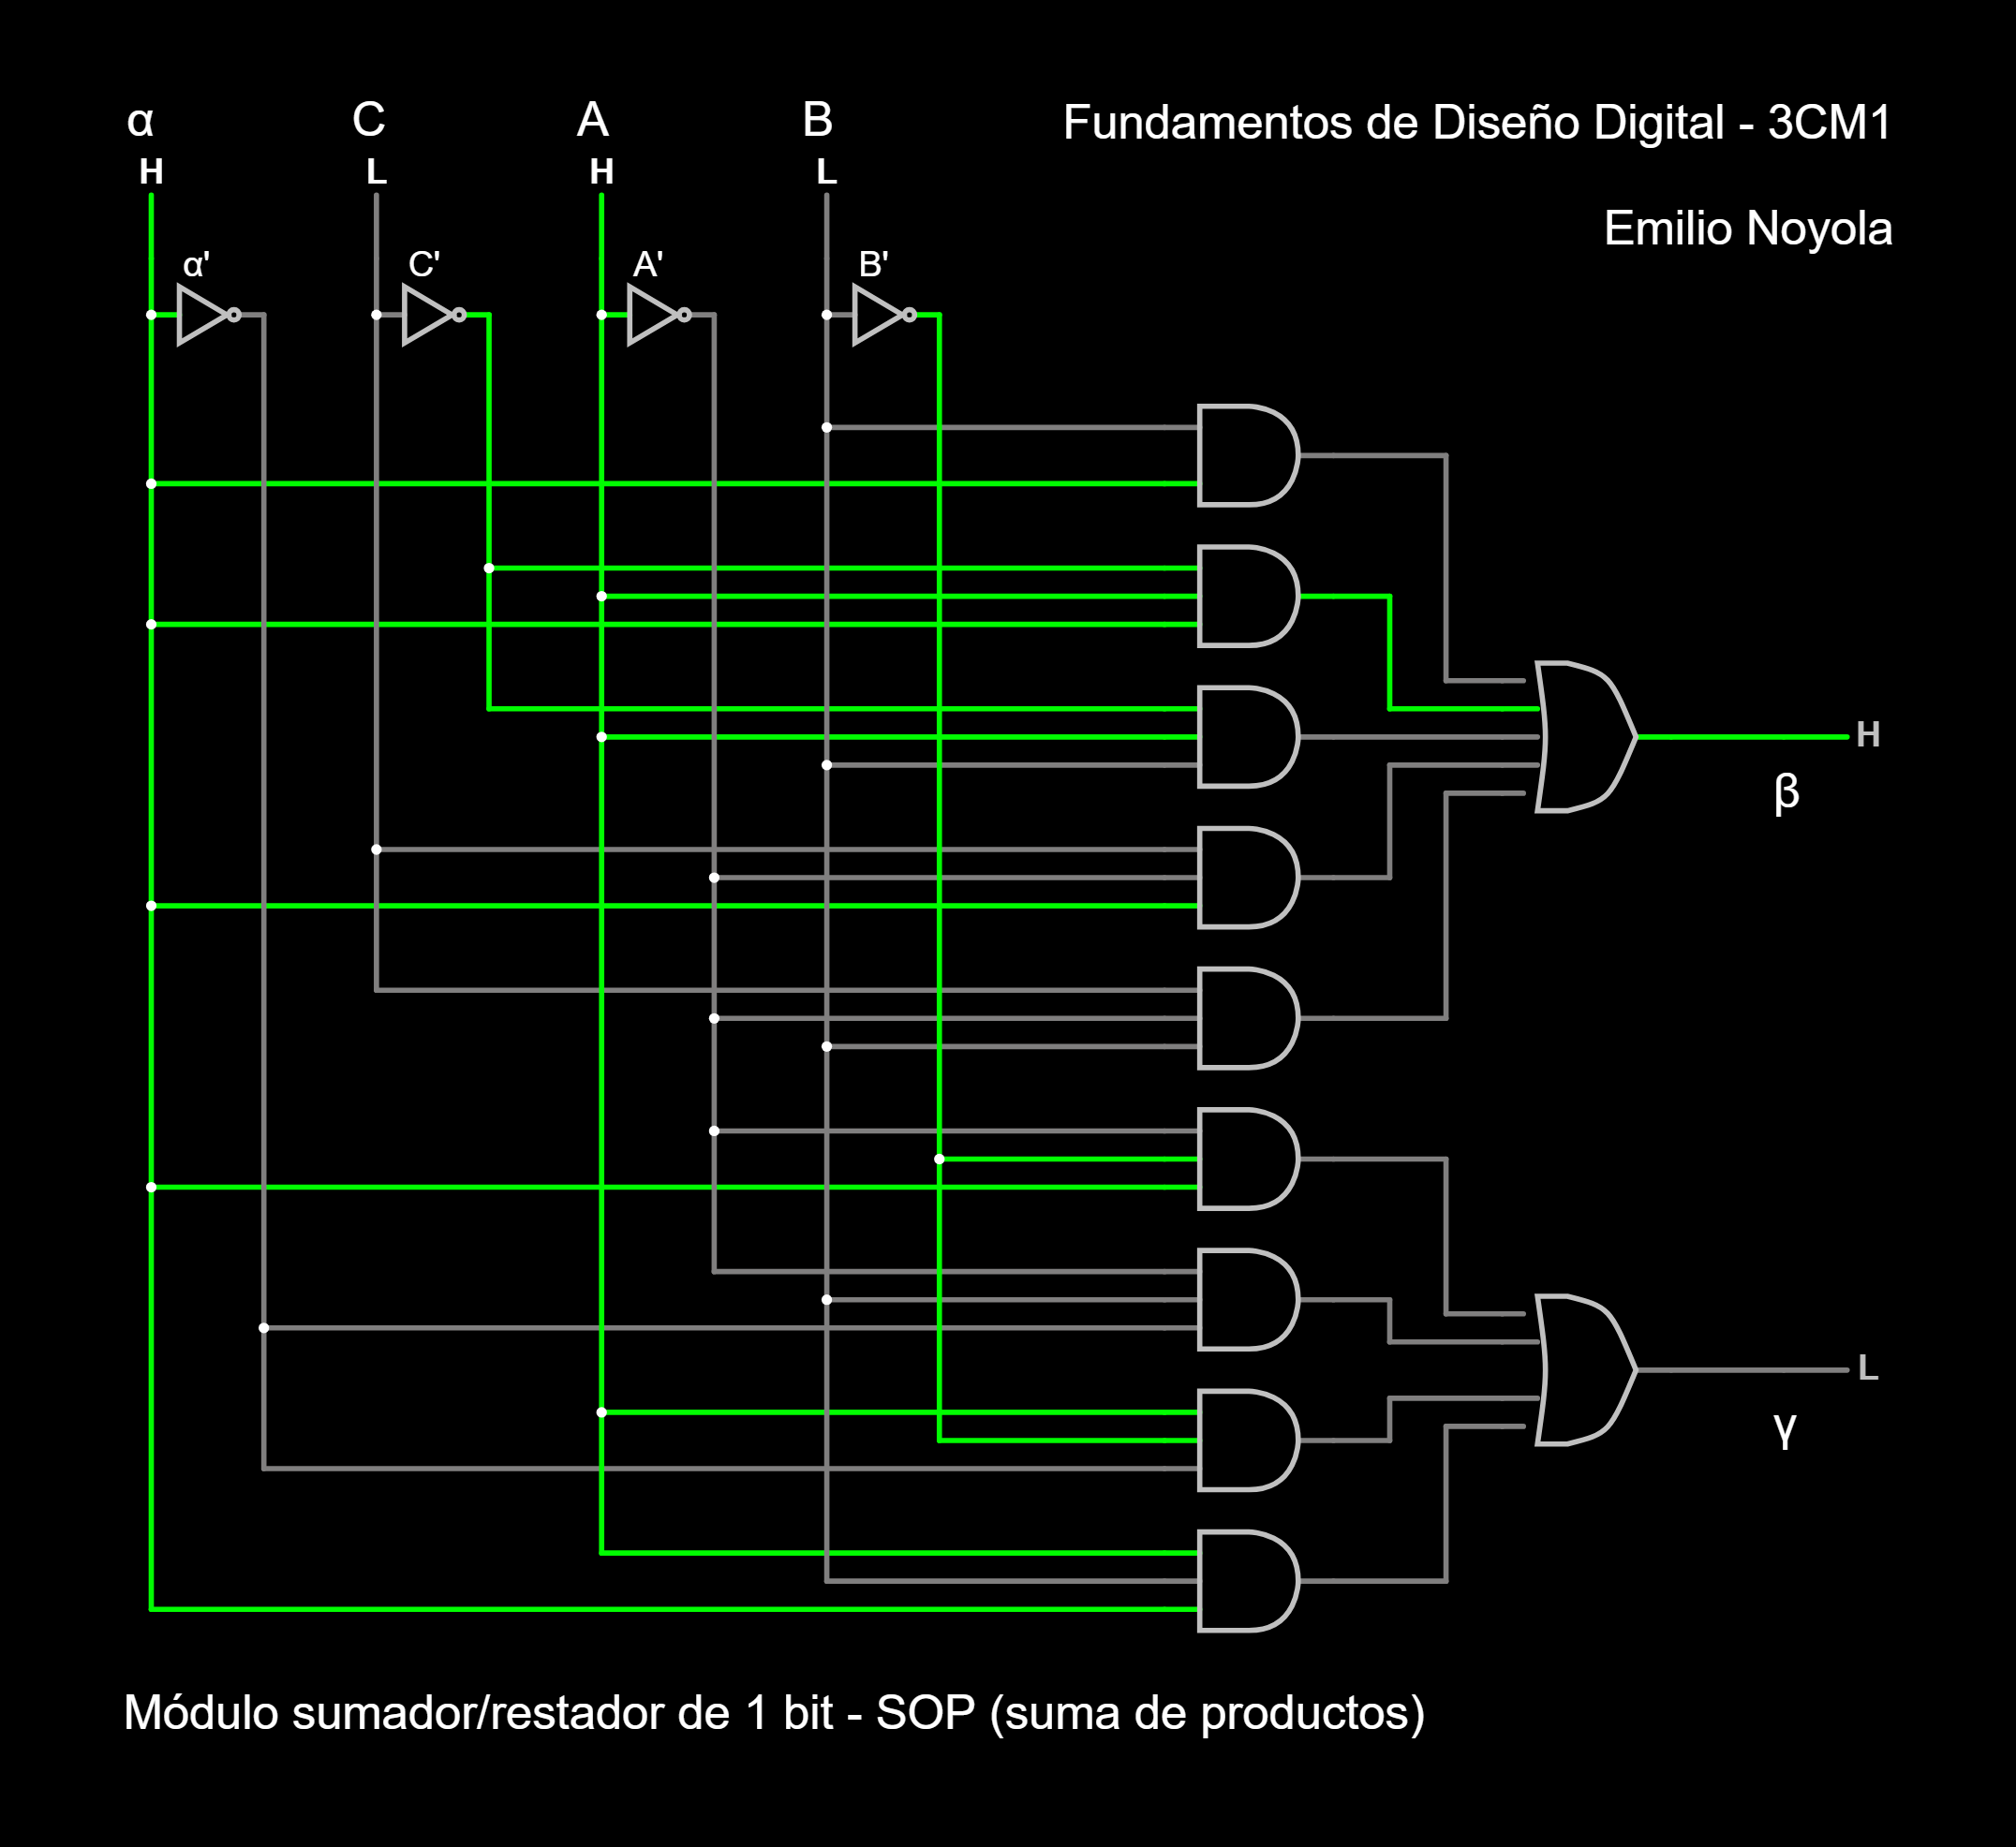 α C A B
H L H L
Fundamentos de Diseño Digital - 3CM1
Emilio Noyola
α' C' A' B'
H
β
L
γ
Módulo sumador/restador de 1 bit - SOP (suma de productos)